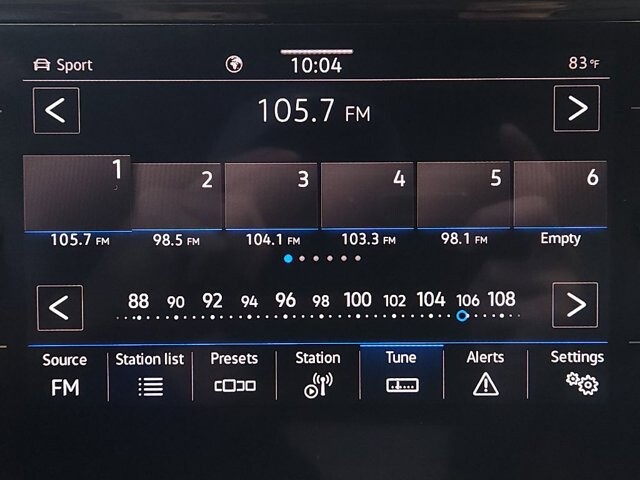 Sport 10:04 83°F
105.7 FM
1 2 3 4 5 6
105.7 FM 98.5 FM 104.1 FM 103.3 FM 98.1 FM Empty
88 90 92 94 96 98 100 102 104 106 108
Source Station list Presets Station Tune Alerts Settings
FM